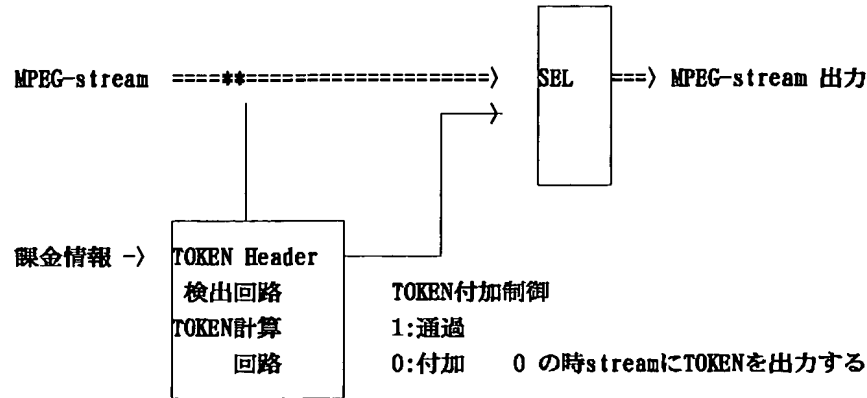 MPEG-stream ====**=====================> SEL ===> MPEG-stream 出力
課金情報 -> TOKEN Header
検出回路 TOKEN付加制御
TOKEN計算 1:通過
回路 0:付加 0 の時streamにTOKENを出力する